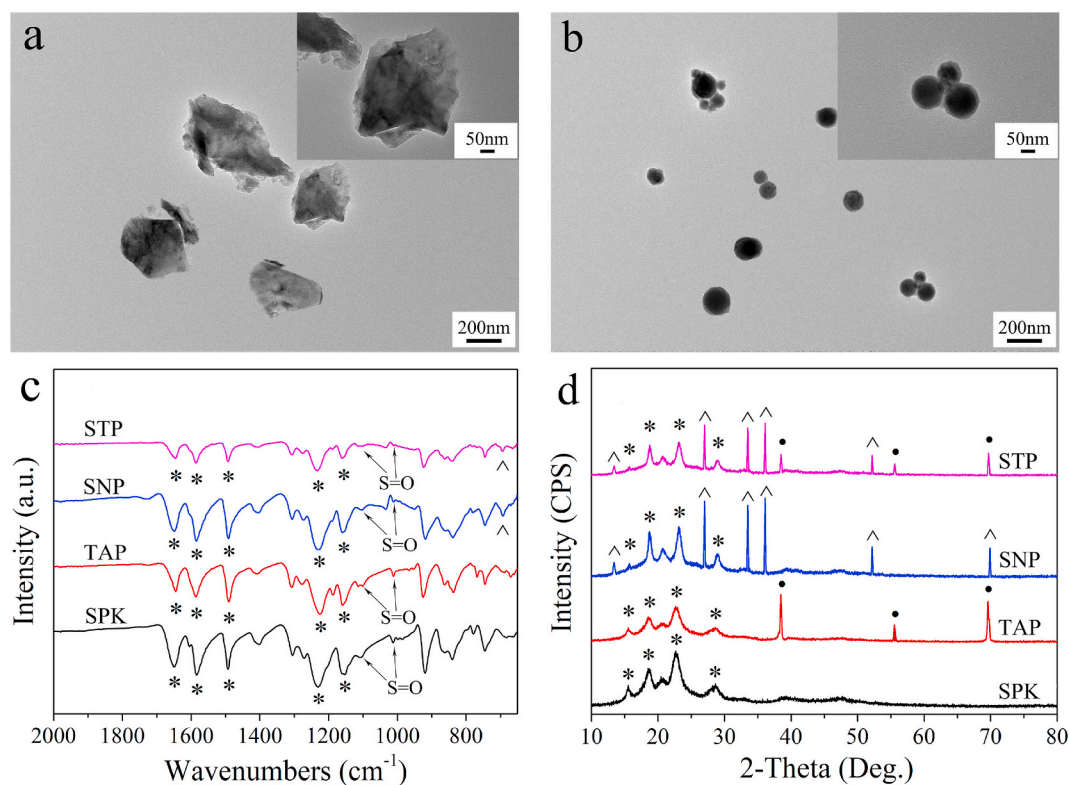 a
50nm
200nm
b
50nm
200nm
c
STP
* * * * * ^
S=O
SNP
* * * * * ^
S=O
TAP
* * * * *
S=O
SPK
* * * * *
S=O
2000 1600 1400 1200 1000 800
Wavenumbers (cm-1)
Intensity (a.u.)
d
^ * * * ^ * ^ ^ • ^ • •
STP
^ * * * ^ * ^ ^ ^ ^
SNP
* * * * • • •
TAP
* * * *
SPK
10 20 30 40 50 60 70 80
2-Theta (Deg.)
Intensity (CPS)